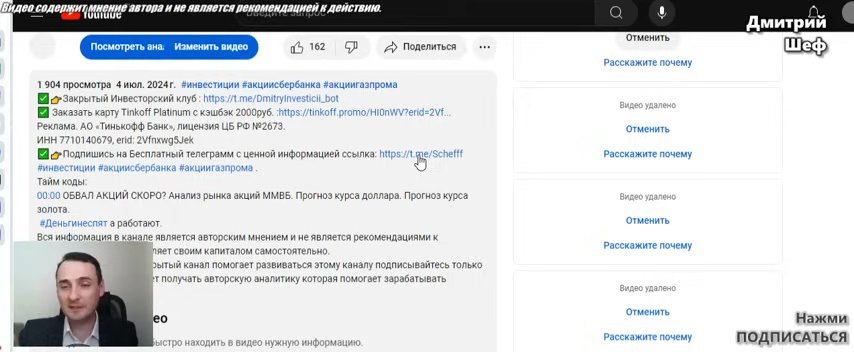 Видео содержит мнение автора и не является рекомендацией к действию.
YouTube
Введите запрос
Дмитрий
Шеф
Посмотреть ана
Изменить видео
162
Поделиться
1 904 просмотра 4 июл. 2024 г. #инвестиции #акциисбербанка #акциигазпрома
Закрытый Инвесторский клуб : https://t.me/DmitryInvesticii_bot
Заказать карту Tinkoff Platinum с кэшбэк 2000руб. :https://tinkoff.promo/HI0nWV?erid=2Vf...
Реклама. АО «Тинькофф Банк», лицензия ЦБ РФ №2673.
ИНН 7710140679, erid: 2Vfnxwg5Jek
Подпишись на Бесплатный телеграмм с ценной информацией ссылка: https://t.me/Schefff
#инвестиции #акциисбербанка #акциигазпрома .
Тайм коды:
00:00 ОБВАЛ АКЦИЙ СКОРО? Анализ рынка акций ММВБ. Прогноз курса доллара. Прогноз курса
золота.
#Деньгинеспят а работают.
Вся информация в канале является авторским мнением и не является рекомендациями к
ляет своим капиталом самостоятельно.
рытый канал помогает развиваться этому каналу подписывайтесь только
ет получать авторскую аналитику которая помогает зарабатывать
ео
быстро находить в видео нужную информацию.
Отменить
Расскажите почему
Видео удалено
Отменить
Расскажите почему
Видео удалено
Отменить
Расскажите почему
Видео удалено
Отменить
Расскажите почему
Нажми
ПОДПИСАТЬСЯ